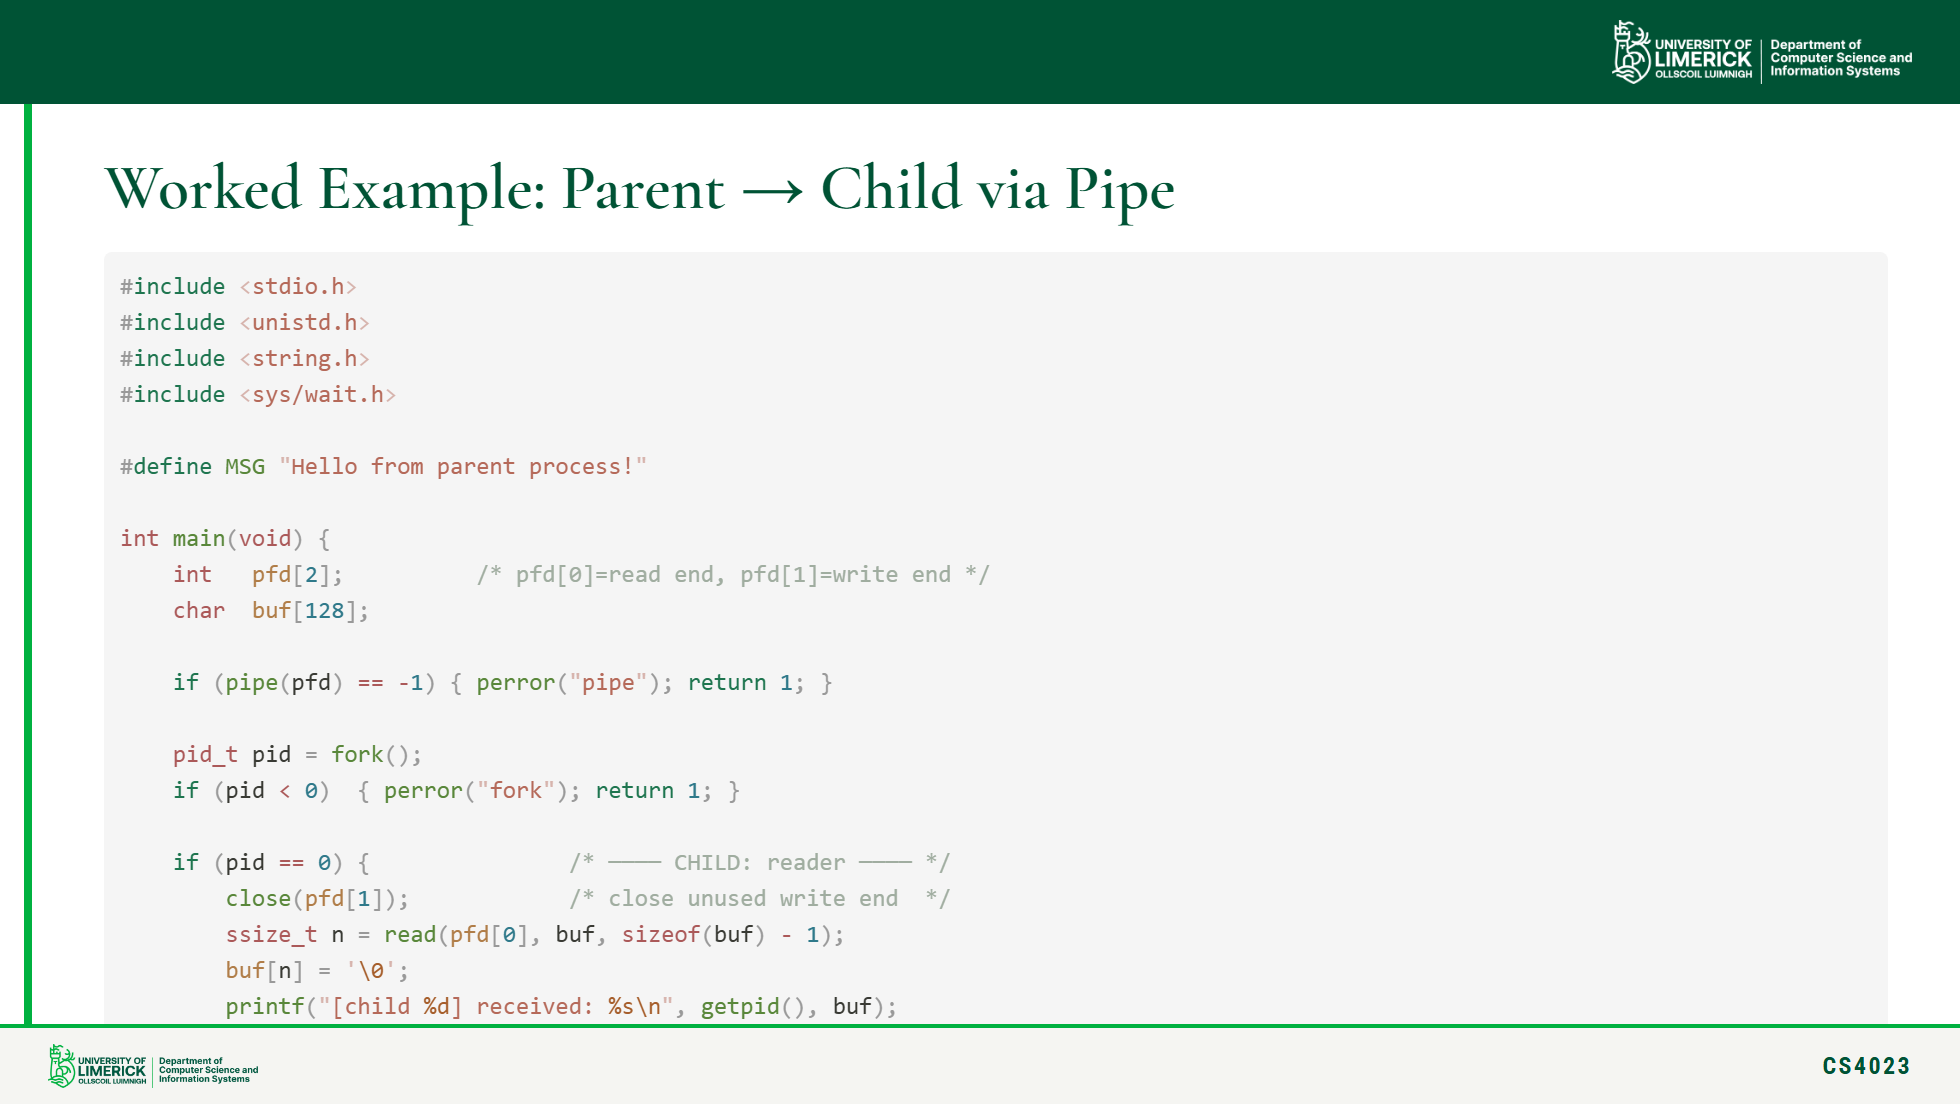 UNIVERSITY OF
LIMERICK
OLLSCOIL LUIMNIGH
Department of
Computer Science and
Information Systems
Worked Example: Parent → Child via Pipe
#include <stdio.h>
#include <unistd.h>
#include <string.h>
#include <sys/wait.h>
#define MSG "Hello from parent process!"
int main(void) {
    int   pfd[2];          /* pfd[0]=read end, pfd[1]=write end */
    char  buf[128];
    if (pipe(pfd) == -1) { perror("pipe"); return 1; }
    pid_t pid = fork();
    if (pid < 0)  { perror("fork"); return 1; }
    if (pid == 0) {               /* ──── CHILD: reader ──── */
        close(pfd[1]);            /* close unused write end  */
        ssize_t n = read(pfd[0], buf, sizeof(buf) - 1);
        buf[n] = '\0';
        printf("[child %d] received: %s\n", getpid(), buf);
UNIVERSITY OF
LIMERICK
OLLSCOIL LUIMNIGH
Department of
Computer Science and
Information Systems
CS4023